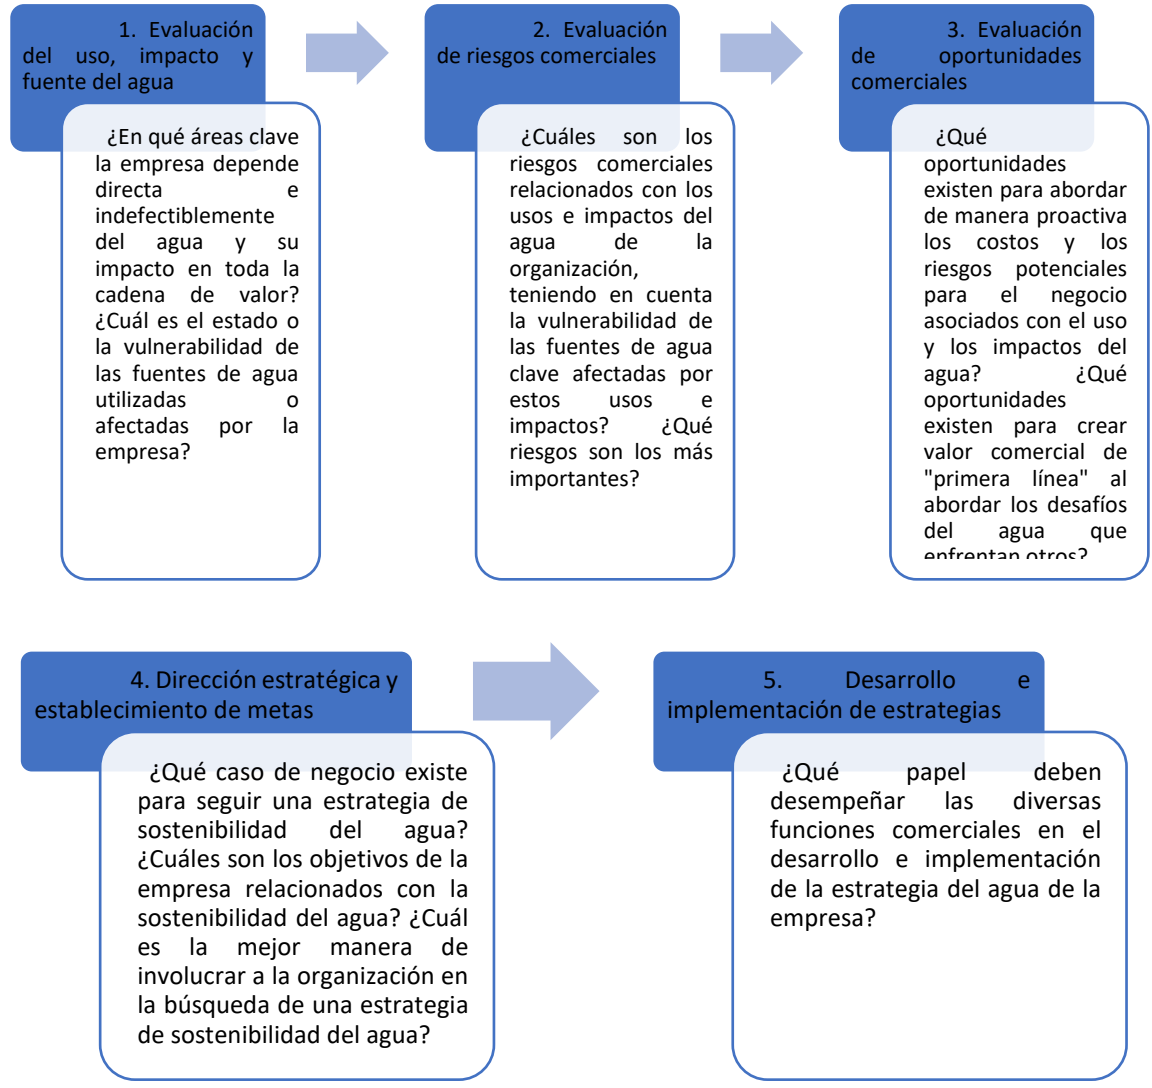 1. Evaluación
del uso, impacto y
fuente del agua
¿En qué áreas clave
la empresa depende
directa e
indefectiblemente
del agua y su
impacto en toda la
cadena de valor?
¿Cuál es el estado o
la vulnerabilidad de
las fuentes de agua
utilizadas o
afectadas por la
empresa?
2. Evaluación
de riesgos comerciales
¿Cuáles son los
riesgos comerciales
relacionados con los
usos e impactos del
agua de la
organización,
teniendo en cuenta
la vulnerabilidad de
las fuentes de agua
clave afectadas por
estos usos e
impactos? ¿Qué
riesgos son los más
importantes?
3. Evaluación
de oportunidades
comerciales
¿Qué
oportunidades
existen para abordar
de manera proactiva
los costos y los
riesgos potenciales
para el negocio
asociados con el uso
y los impactos del
agua? ¿Qué
oportunidades
existen para crear
valor comercial de
"primera línea" al
abordar los desafíos
del agua que
enfrentan otros?
4. Dirección estratégica y
establecimiento de metas
¿Qué caso de negocio existe
para seguir una estrategia de
sostenibilidad del agua?
¿Cuáles son los objetivos de la
empresa relacionados con la
sostenibilidad del agua? ¿Cuál
es la mejor manera de
involucrar a la organización en
la búsqueda de una estrategia
de sostenibilidad del agua?
5. Desarrollo e
implementación de estrategias
¿Qué papel deben
desempeñar las diversas
funciones comerciales en el
desarrollo e implementación
de la estrategia del agua de la
empresa?